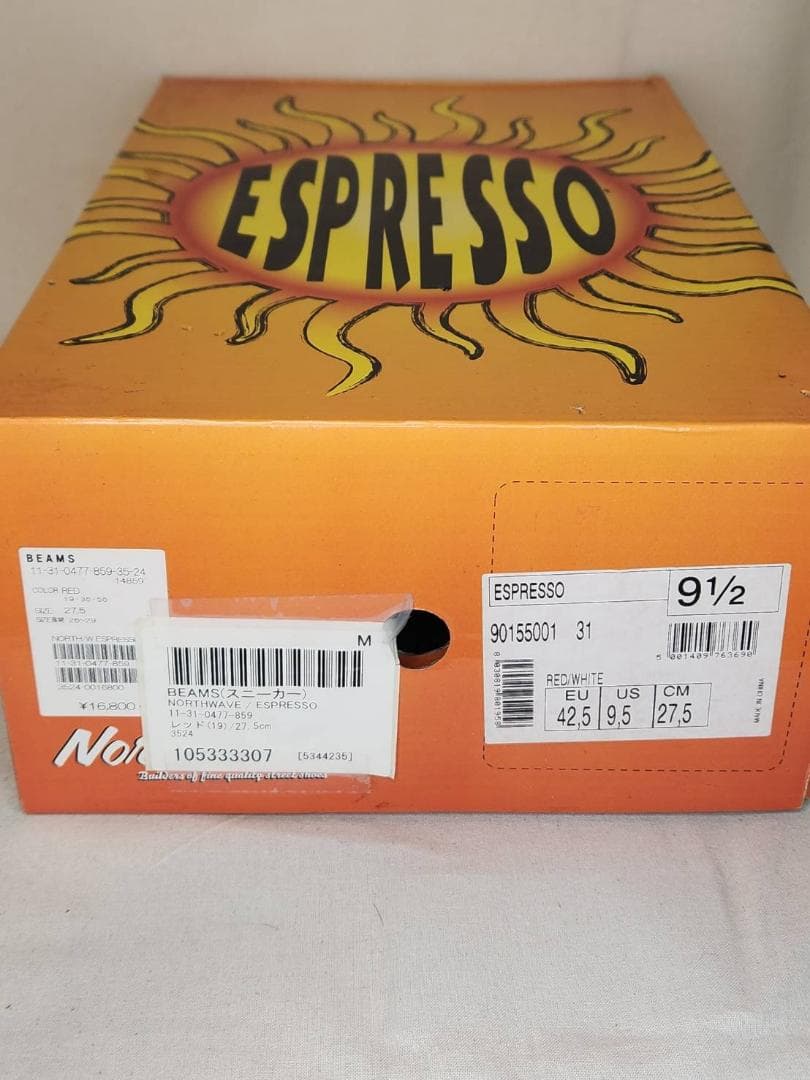 ESPRESSO
BEAMS
11-31-0477-859-35-24
14859
COLOR RED
SIZE 27.5
NORTH/W.ESPRESSO
11-31-0477-859
3524-0016800
¥16,800
M
BEAMS(スニーカー)
NORTHWAVE / ESPRESSO
11-31-0477-859
レッド(19)/27.5cm
3524
105333307 [5344235]
Nor
Builders of fine quality street shoes
ESPRESSO 9½
90155001 31
5 001409 763690
RED/WHITE
EU US CM
42,5 9,5 27,5
MADE IN CHINA